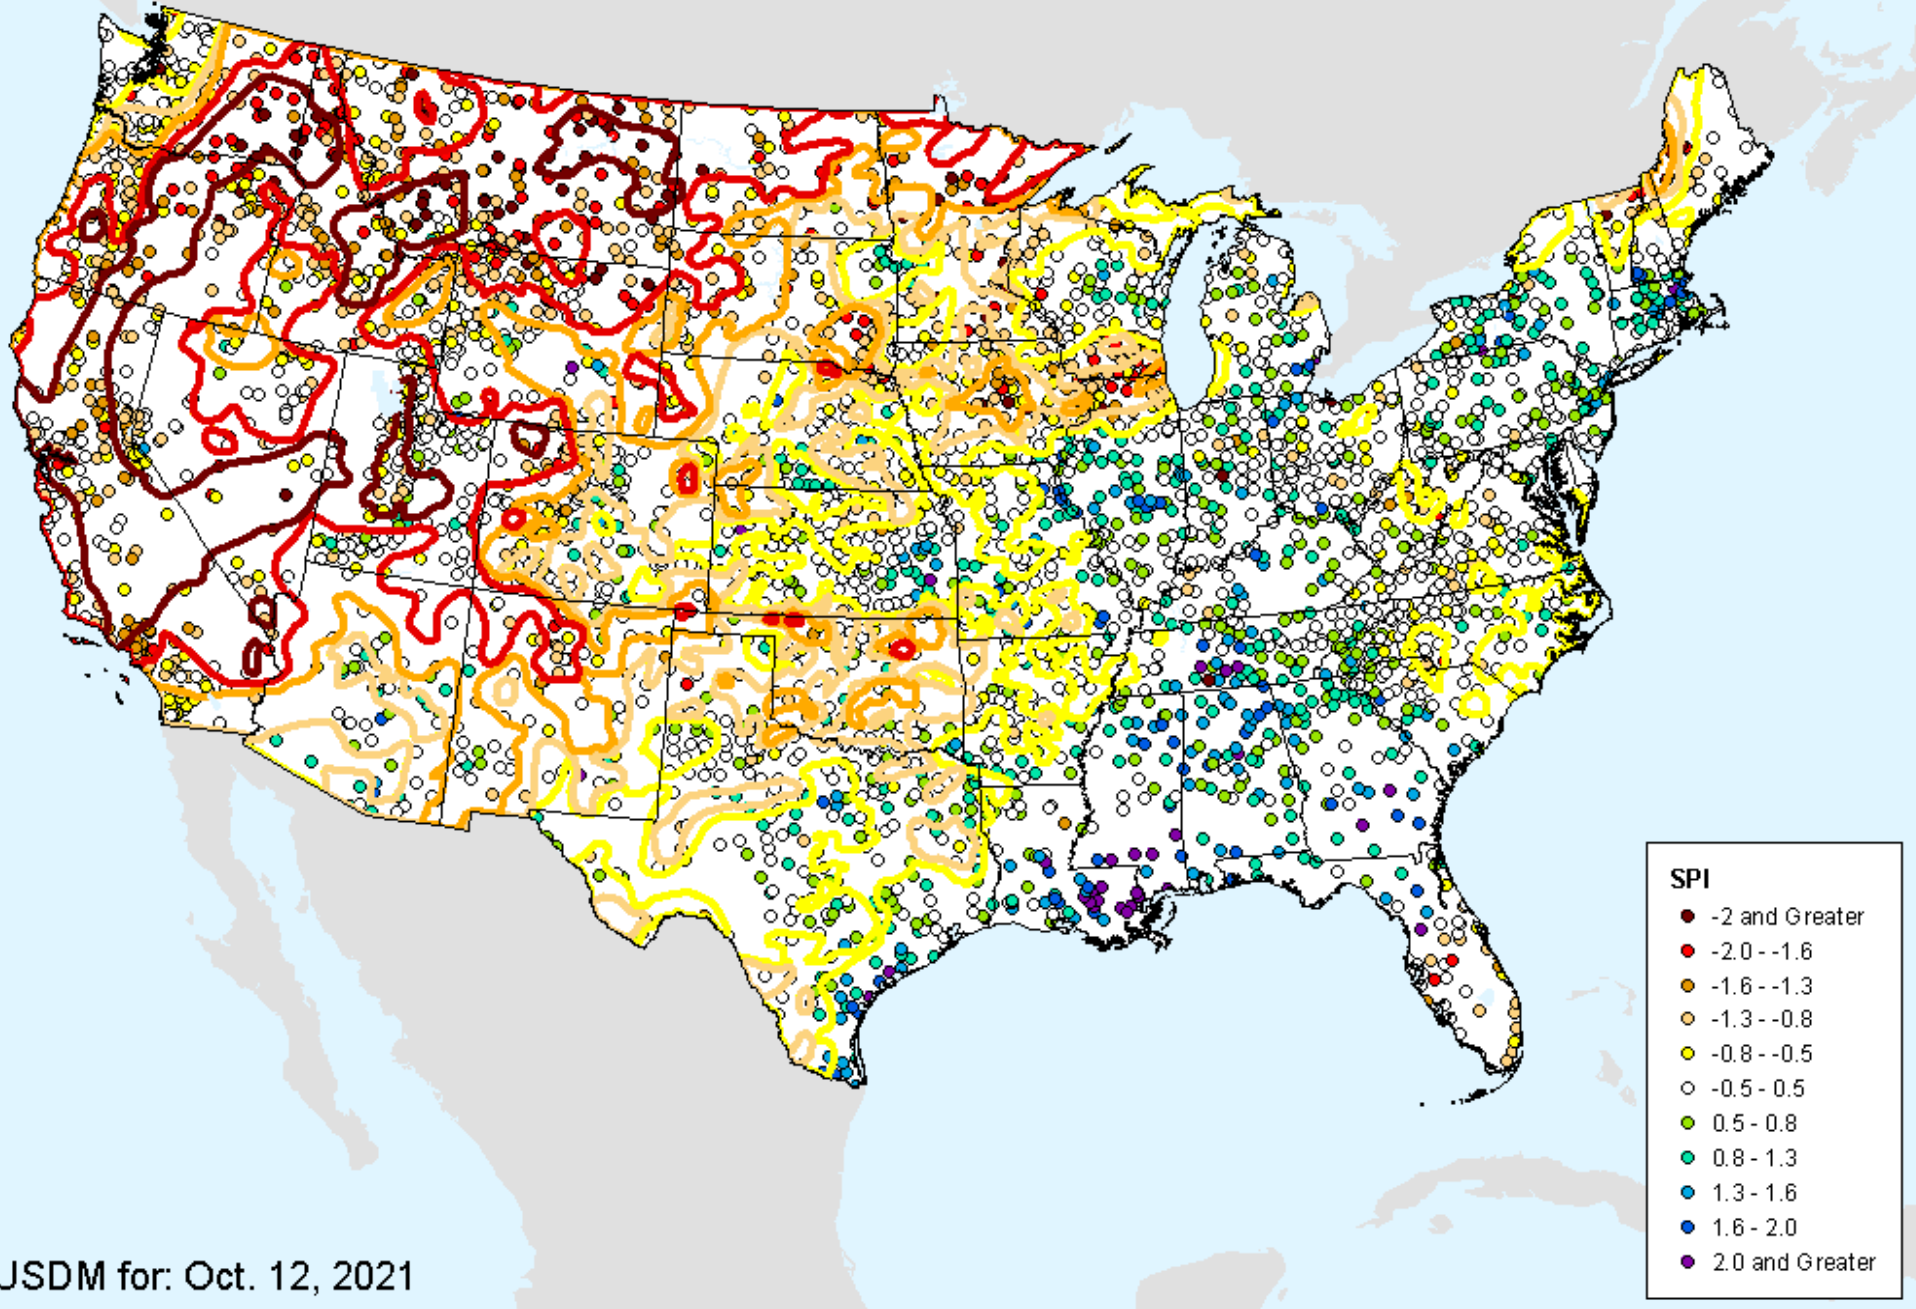 SPI
-2 and Greater
-2.0 - -1.6
-1.6 - -1.3
-1.3 - -0.8
-0.8 - -0.5
-0.5 - 0.5
0.5 - 0.8
0.8 - 1.3
1.3 - 1.6
1.6 - 2.0
2.0 and Greater
USDM for: Oct. 12, 2021